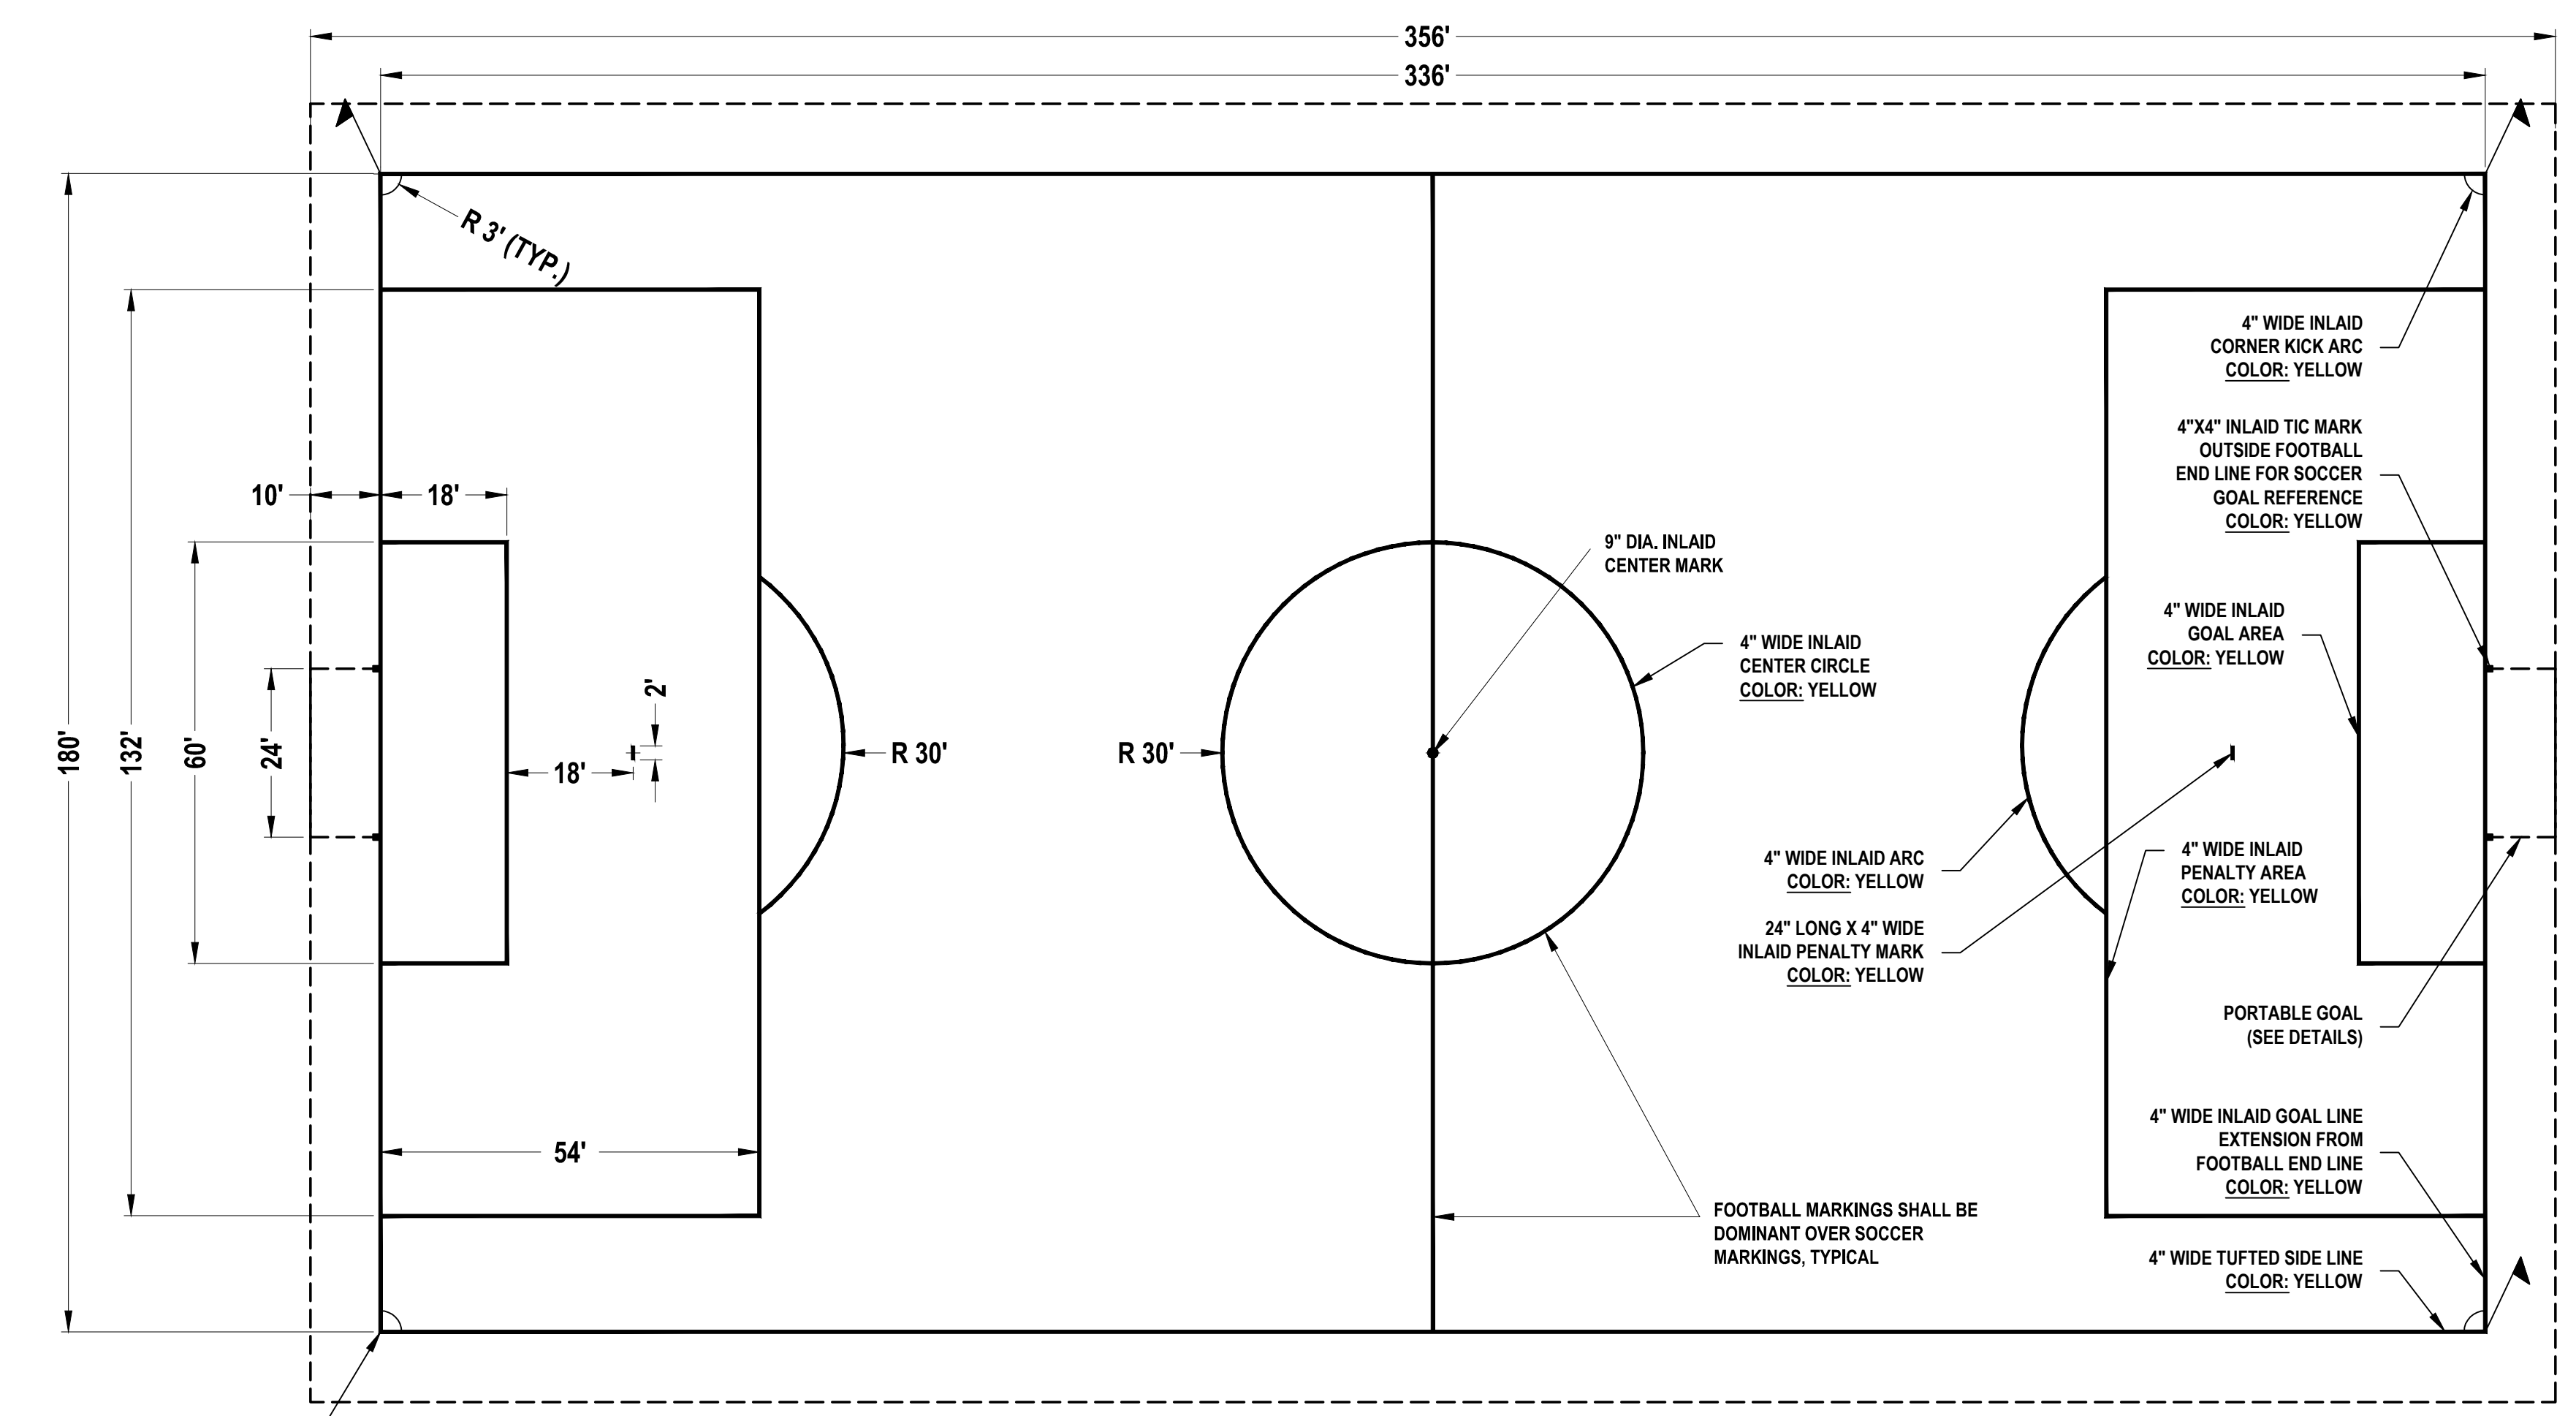 356'
336'
R 3' (TYP.)
4" WIDE INLAID
CORNER KICK ARC
COLOR: YELLOW
4"X4" INLAID TIC MARK
OUTSIDE FOOTBALL
END LINE FOR SOCCER
GOAL REFERENCE
COLOR: YELLOW
10'
18'
9" DIA. INLAID
CENTER MARK
4" WIDE INLAID
GOAL AREA
COLOR: YELLOW
4" WIDE INLAID
CENTER CIRCLE
COLOR: YELLOW
2'
180'
132'
60'
24'
18'
R 30'
R 30'
4" WIDE INLAID ARC
COLOR: YELLOW
4" WIDE INLAID
PENALTY AREA
COLOR: YELLOW
24" LONG X 4" WIDE
INLAID PENALTY MARK
COLOR: YELLOW
PORTABLE GOAL
(SEE DETAILS)
54'
4" WIDE INLAID GOAL LINE
EXTENSION FROM
FOOTBALL END LINE
COLOR: YELLOW
FOOTBALL MARKINGS SHALL BE
DOMINANT OVER SOCCER
MARKINGS, TYPICAL
4" WIDE TUFTED SIDE LINE
COLOR: YELLOW